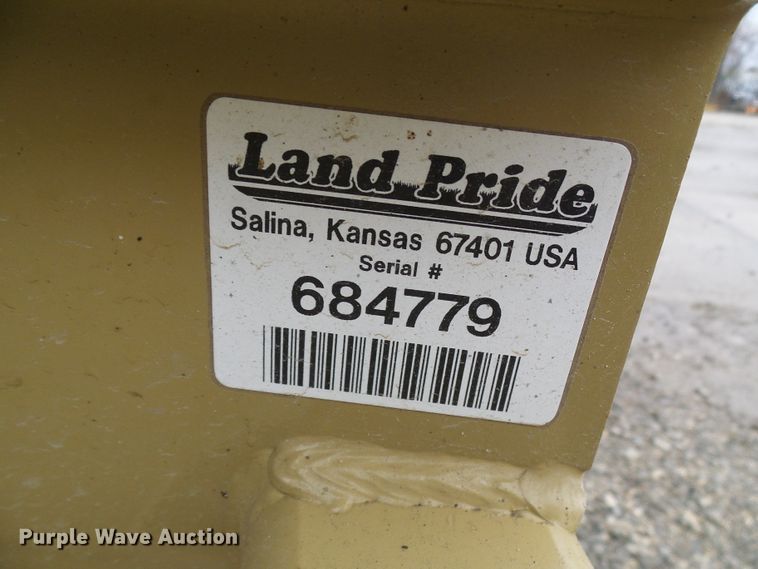 Land Pride
Salina, Kansas 67401 USA
Serial #
684779
Purple Wave Auction